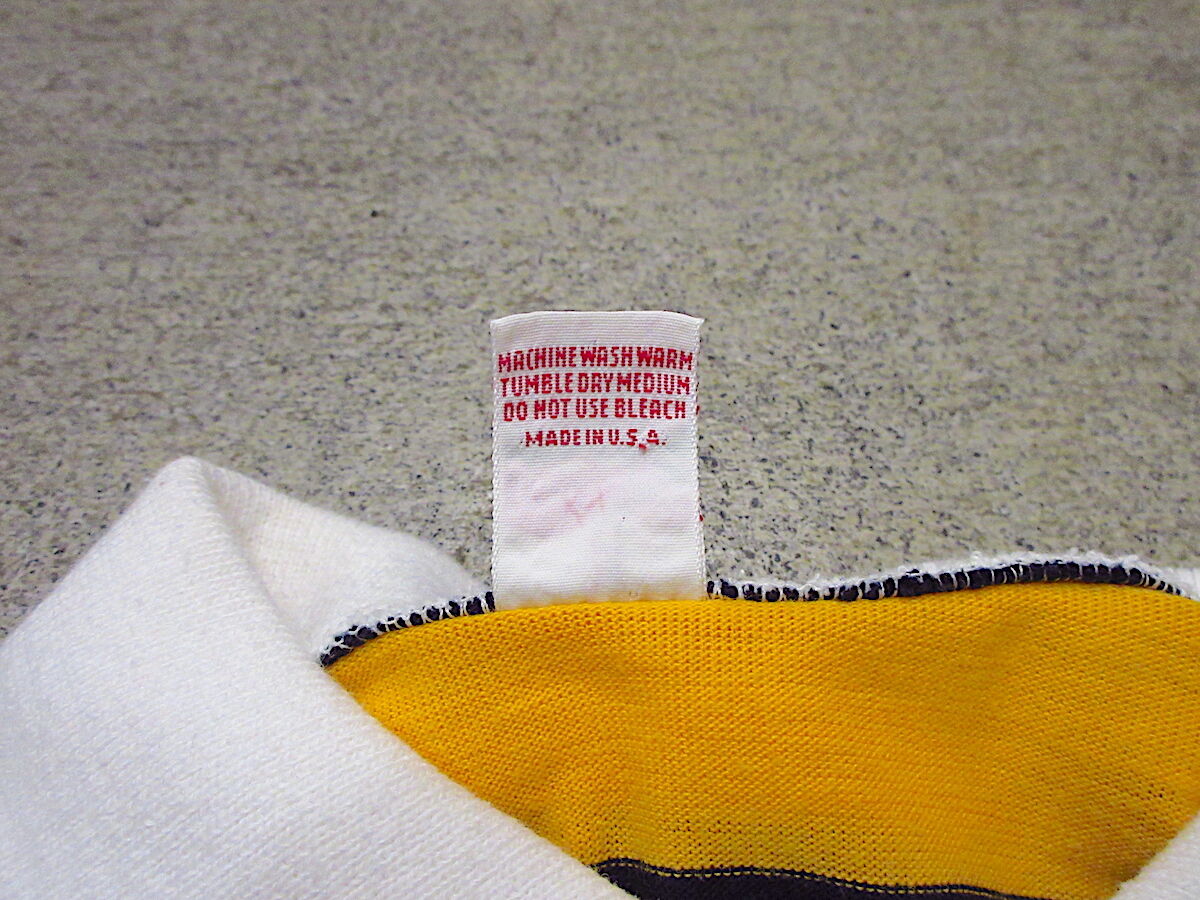 MACHINE WASH WARM
TUMBLE DRY MEDIUM
DO NOT USE BLEACH
MADE IN U.S.A.